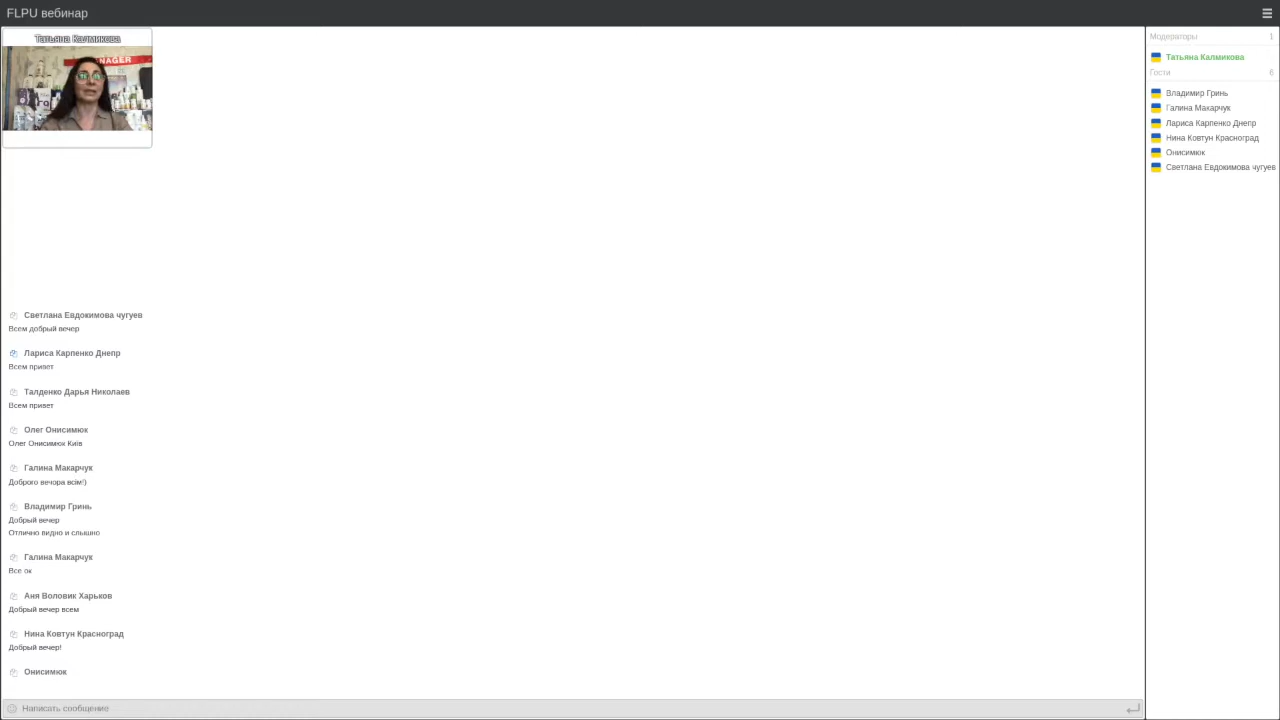 FLPU вебинар
Татьяна Калмикова
NAGER
Светлана Евдокимова чугуев
Всем добрый вечер
Лариса Карпенко Днепр
Всем привет
Талденко Дарья Николаев
Всем привет
Олег Онисимюк
Олег Онисимюк Київ
Галина Макарчук
Доброго вечора всім!)
Владимир Гринь
Добрый вечер
Отлично видно и слышно
Галина Макарчук
Все ок
Аня Воловик Харьков
Добрый вечер всем
Нина Ковтун Красноград
Добрый вечер!
Онисимюк
Написать сообщение
Модераторы 1
Татьяна Калмикова
Гости 6
Владимир Гринь
Галина Макарчук
Лариса Карпенко Днепр
Нина Ковтун Красноград
Онисимюк
Светлана Евдокимова чугуев